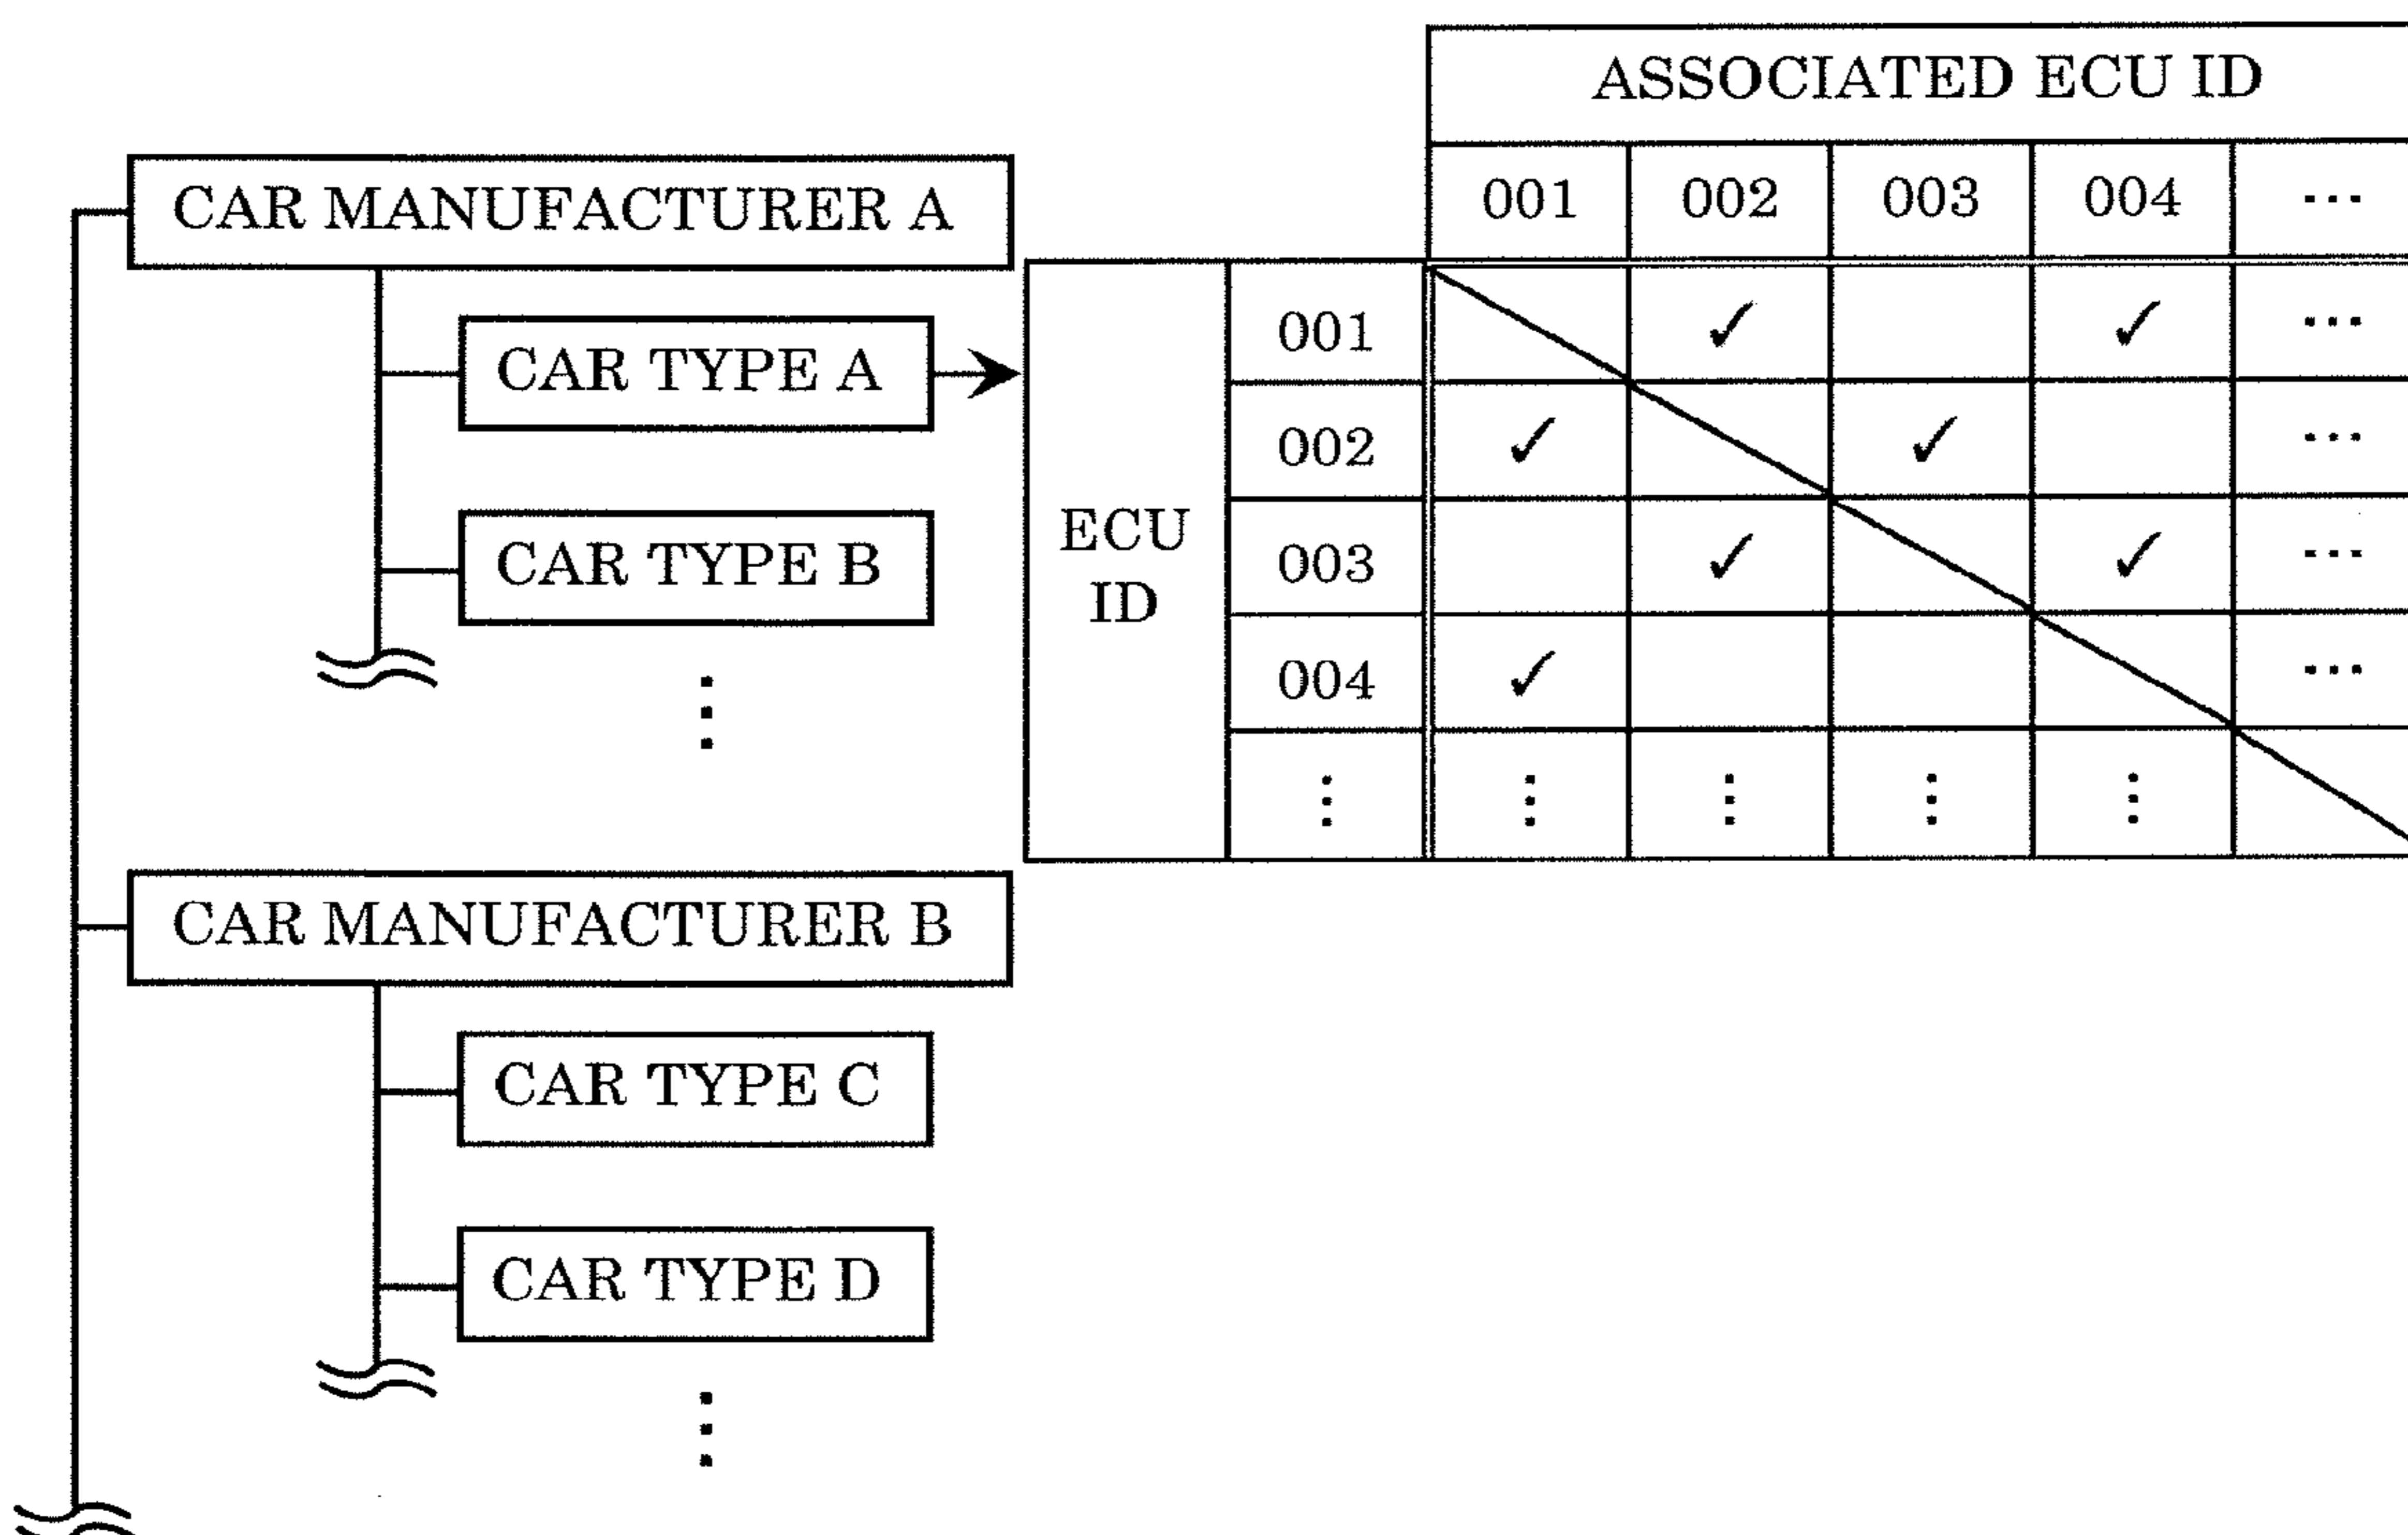 ASSOCIATED ECU ID
001 002 003 004 ...
CAR MANUFACTURER A
CAR TYPE A
CAR TYPE B
ECU
ID
001 ✓ ✓ ...
002 ✓ ✓ ...
003 ✓ ✓ ...
004 ✓ ...
CAR MANUFACTURER B
CAR TYPE C
CAR TYPE D